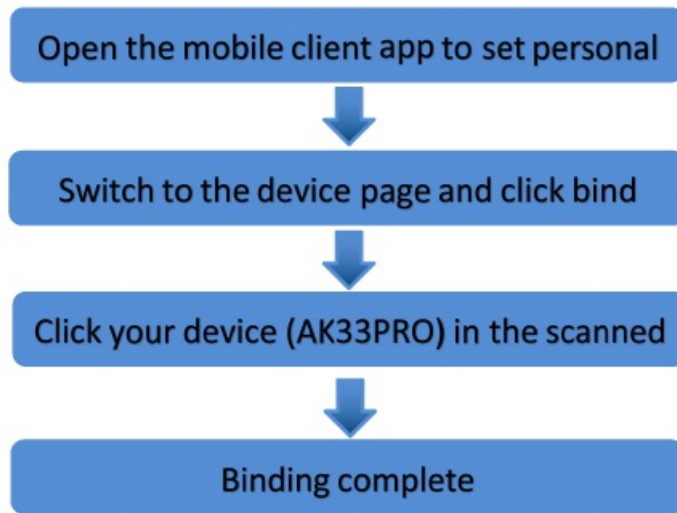 Open the mobile client app to set personal
Switch to the device page and click bind
Click your device (AK33PRO) in the scanned
Binding complete